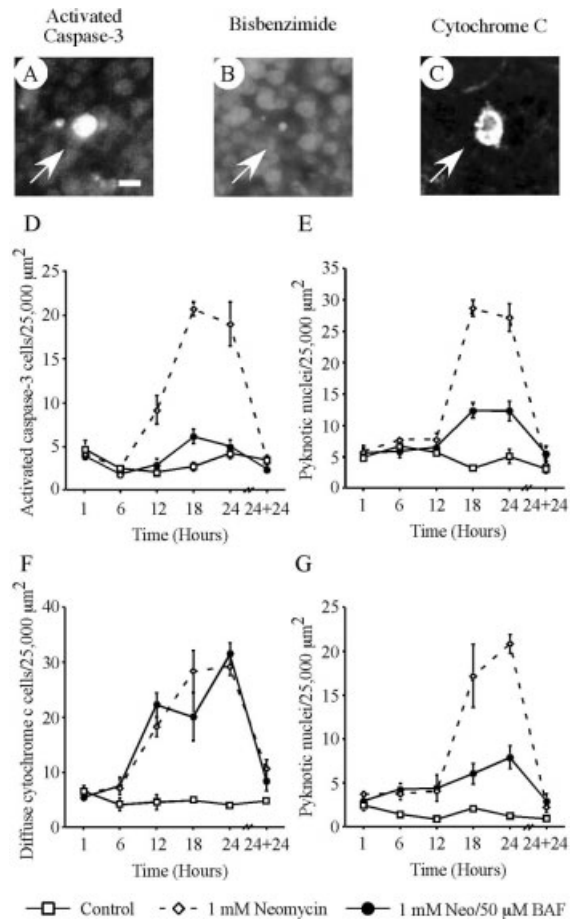 Activated
Caspase-3
Bisbenzimide
Cytochrome C
A
B
C
D
Activated caspase-3 cells/25,000 µm²
25
20
15
10
5
0
1 6 12 18 24 24+24
Time (Hours)
E
Pyknotic nuclei/25,000 µm²
35
30
25
20
15
10
5
0
1 6 12 18 24 24+24
Time (Hours)
F
Diffuse cytochrome c cells/25,000 µm²
40
30
20
10
0
1 6 12 18 24 24+24
Time (Hours)
G
Pyknotic nuclei/25,000 µm²
25
20
15
10
5
0
1 6 12 18 24 24+24
Time (Hours)
Control 1 mM Neomycin 1 mM Neo/50 µM BAF